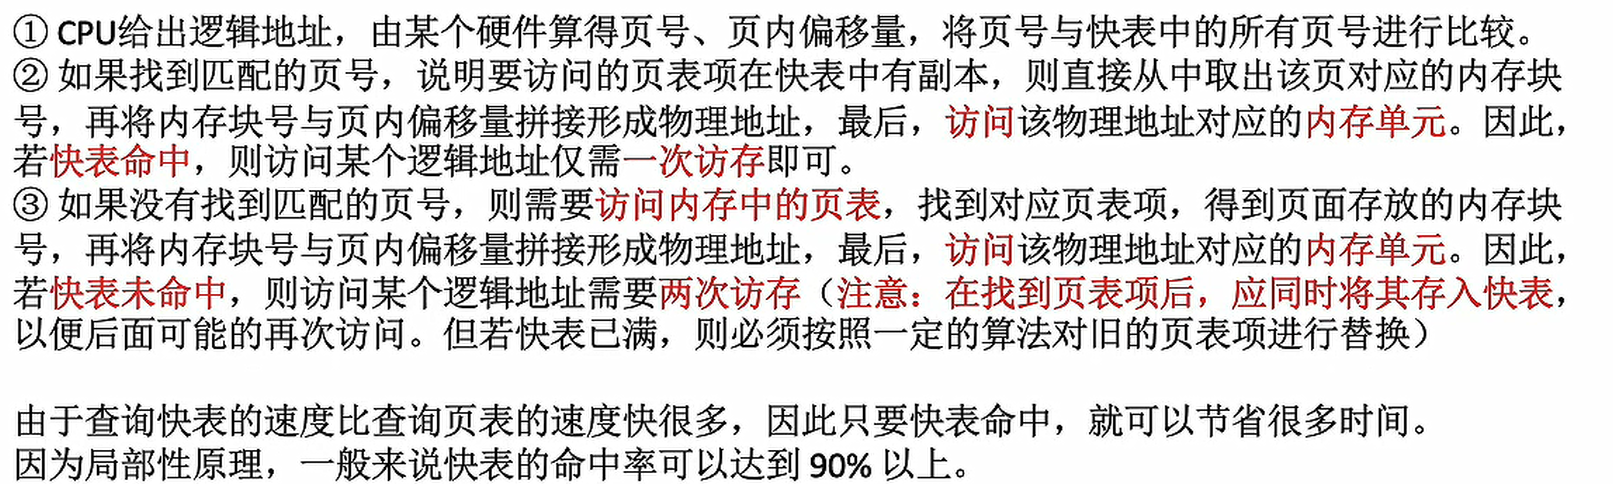 ① CPU给出逻辑地址，由某个硬件算得页号、页内偏移量，将页号与快表中的所有页号进行比较。
② 如果找到匹配的页号，说明要访问的页表项在快表中有副本，则直接从中取出该页对应的内存块
号，再将内存块号与页内偏移量拼接形成物理地址，最后，访问该物理地址对应的内存单元。因此，
若快表命中，则访问某个逻辑地址仅需一次访存即可。
③ 如果没有找到匹配的页号，则需要访问内存中的页表，找到对应页表项，得到页面存放的内存块
号，再将内存块号与页内偏移量拼接形成物理地址，最后，访问该物理地址对应的内存单元。因此，
若快表未命中，则访问某个逻辑地址需要两次访存（注意：在找到页表项后，应同时将其存入快表，
以便后面可能的再次访问。但若快表已满，则必须按照一定的算法对旧的页表项进行替换）
由于查询快表的速度比查询页表的速度快很多，因此只要快表命中，就可以节省很多时间。
因为局部性原理，一般来说快表的命中率可以达到 90% 以上。